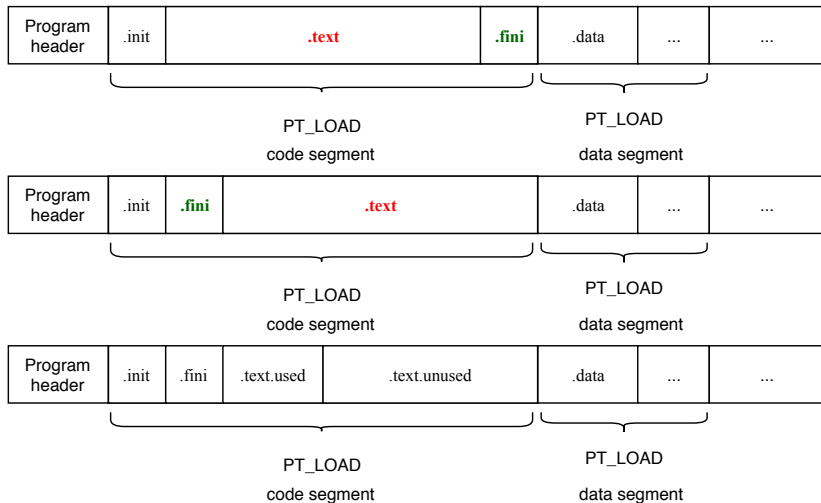 Program
header
.init
.text
.fini
.data
...
...
PT_LOAD
code segment
PT_LOAD
data segment
Program
header
.init
.fini
.text
.data
...
...
PT_LOAD
code segment
PT_LOAD
data segment
Program
header
.init
.fini
.text.used
.text.unused
.data
...
...
PT_LOAD
code segment
PT_LOAD
data segment